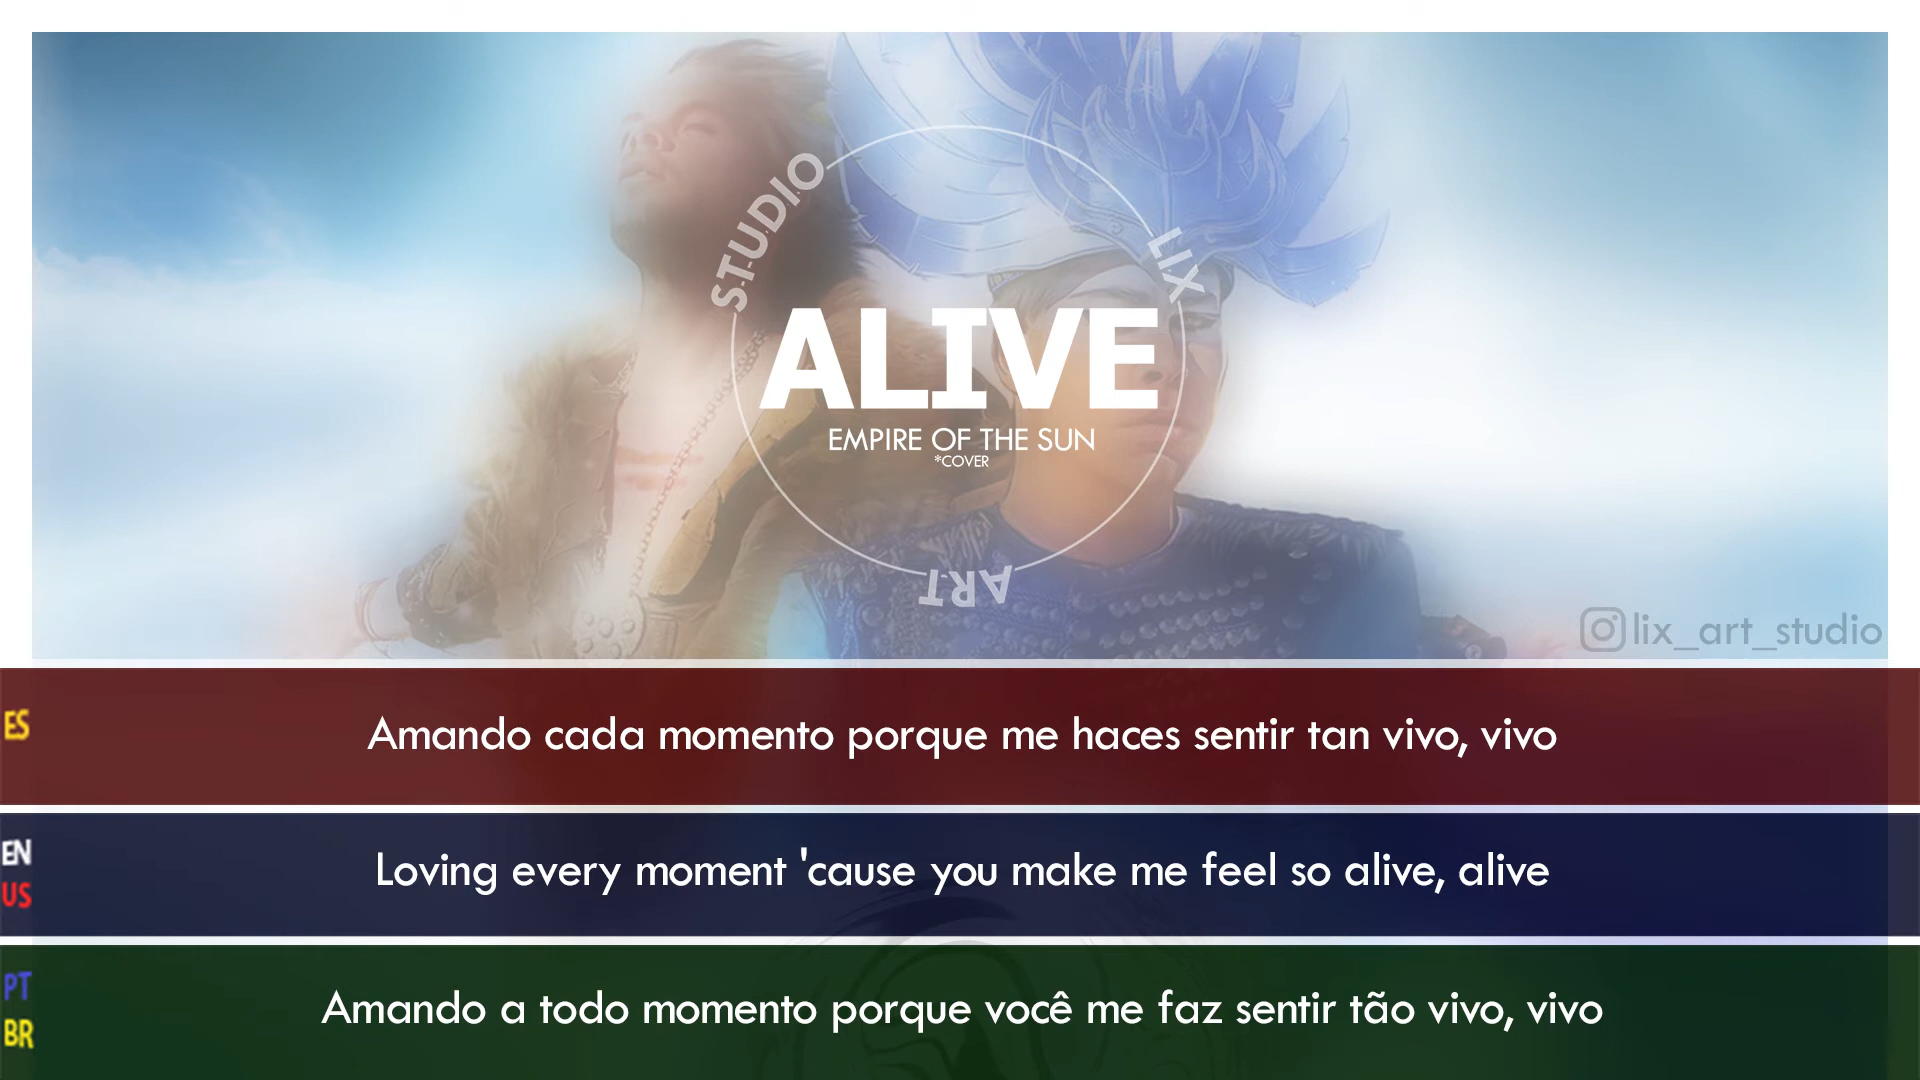 STUDIO
LIX
ALIVE
EMPIRE OF THE SUN
*COVER
ART
lix_art_studio
ES
Amando cada momento porque me haces sentir tan vivo, vivo
EN
US
Loving every moment 'cause you make me feel so alive, alive
PT
BR
Amando a todo momento porque você me faz sentir tão vivo, vivo